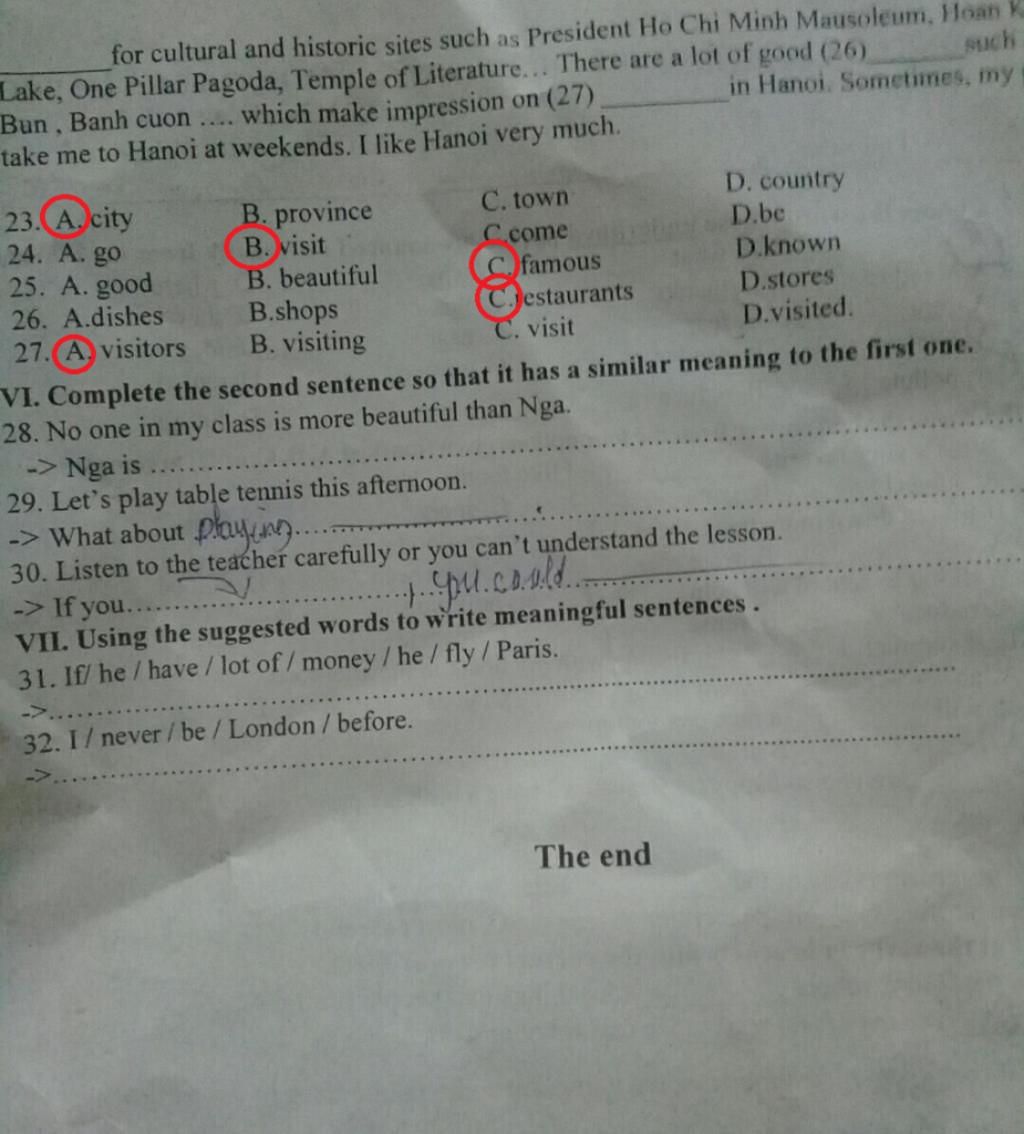 for cultural and historic sites such as President Ho Chi Minh Mausoleum, Hoan K
Lake, One Pillar Pagoda, Temple of Literature... There are a lot of good (26)_______such
Bun , Banh cuon .... which make impression on (27) _________ in Hanoi. Sometimes, my
take me to Hanoi at weekends. I like Hanoi very much.
23. A. city B. province C. town D. country
24. A. go B. visit C.come D.be
25. A. good B. beautiful C. famous D.known
26. A.dishes B.shops C.restaurants D.stores
27. A. visitors B. visiting C. visit D.visited.
VI. Complete the second sentence so that it has a similar meaning to the first one.
28. No one in my class is more beautiful than Nga.
-> Nga is ..........
29. Let's play table tennis this afternoon.
-> What about playing..........
30. Listen to the teacher carefully or you can't understand the lesson.
-> If you.........., you could..........
VII. Using the suggested words to write meaningful sentences .
31. If/ he / have / lot of / money / he / fly / Paris.
->..........
32. I / never / be / London / before.
->..........
The end